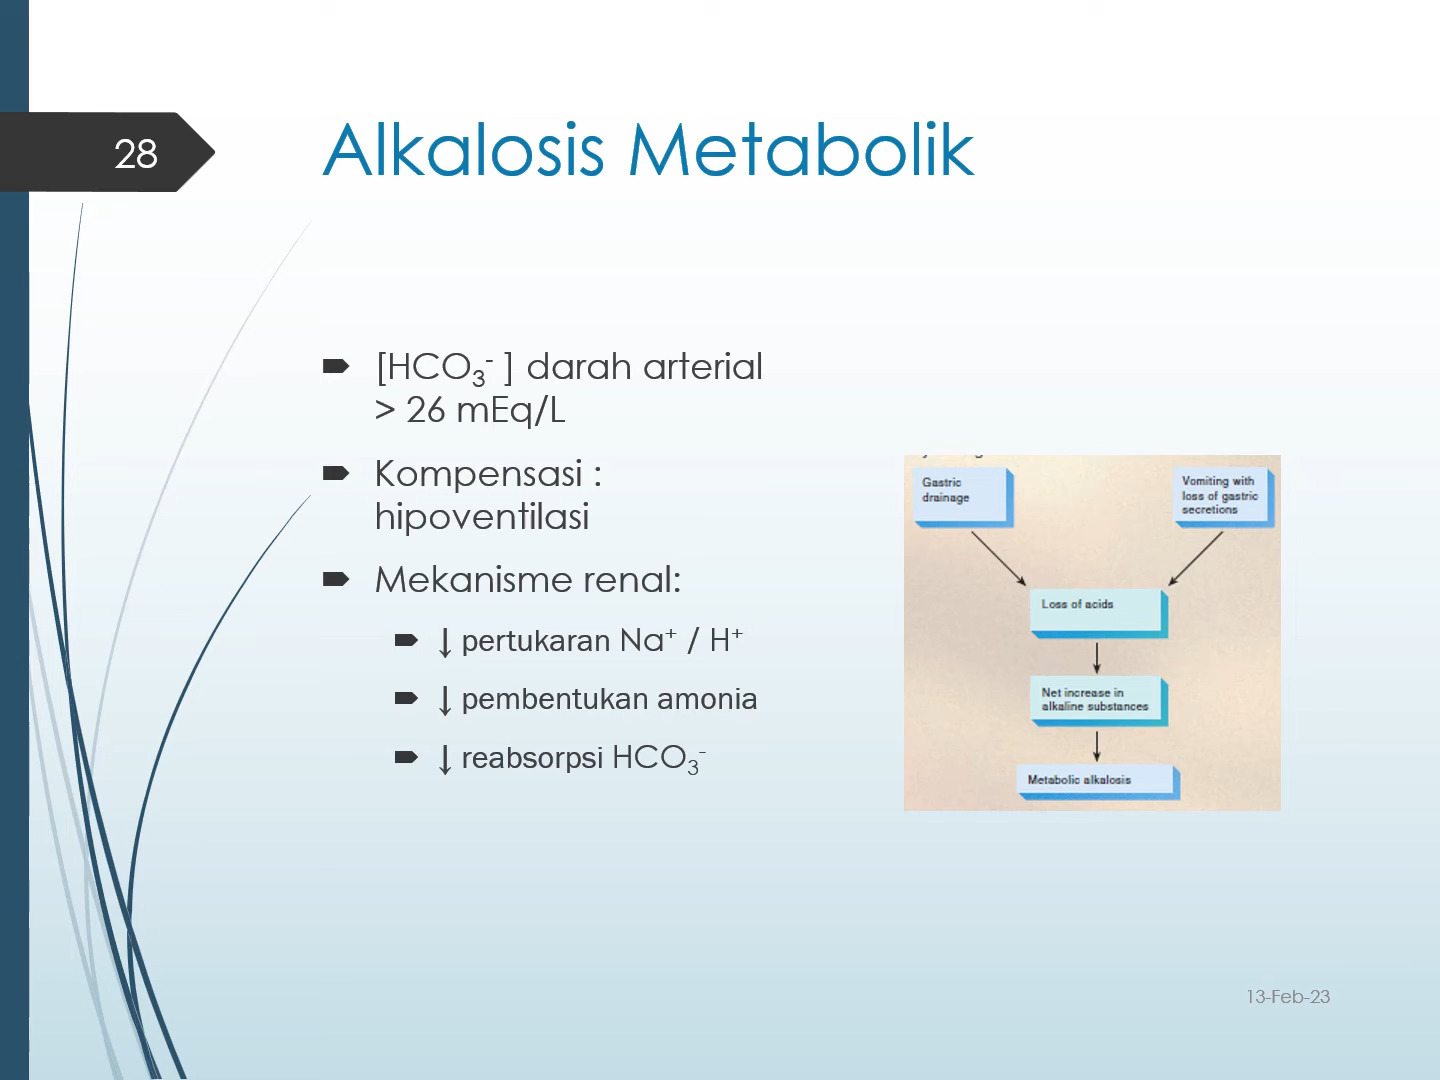 28
Alkalosis Metabolik
[HCO₃⁻ ] darah arterial
> 26 mEq/L
Kompensasi :
hipoventilasi
Mekanisme renal:
↓ pertukaran Na⁺ / H⁺
↓ pembentukan amonia
↓ reabsorpsi HCO₃⁻
Gastric
drainage
Vomiting with
loss of gastric
secretions
Loss of acids
Net increase in
alkaline substances
Metabolic alkalosis
13-Feb-23